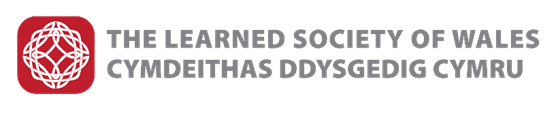 THE LEARNED SOCIETY OF WALES
CYMDEITHAS DDYSGEDIG CYMRU